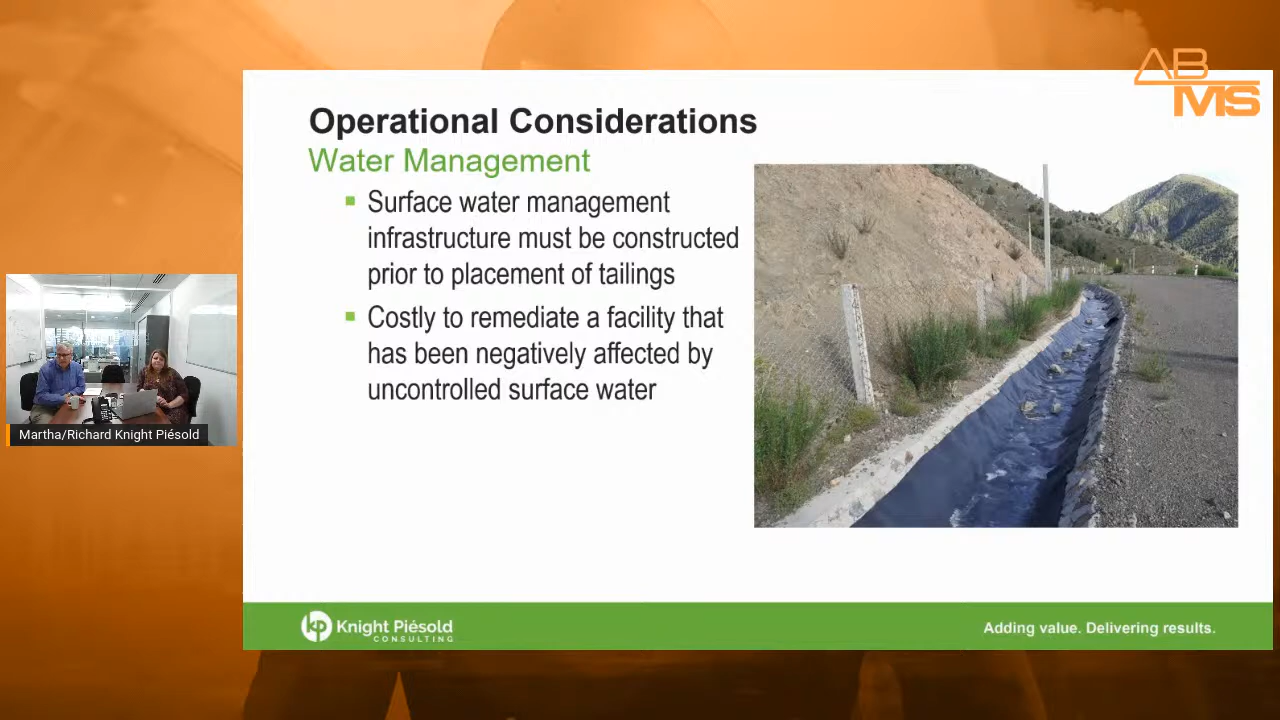 AB
MS
Operational Considerations
Water Management
Surface water management
infrastructure must be constructed
prior to placement of tailings
Costly to remediate a facility that
has been negatively affected by
uncontrolled surface water
Martha/Richard Knight Piésold
kp Knight Piésold
CONSULTING
Adding value. Delivering results.